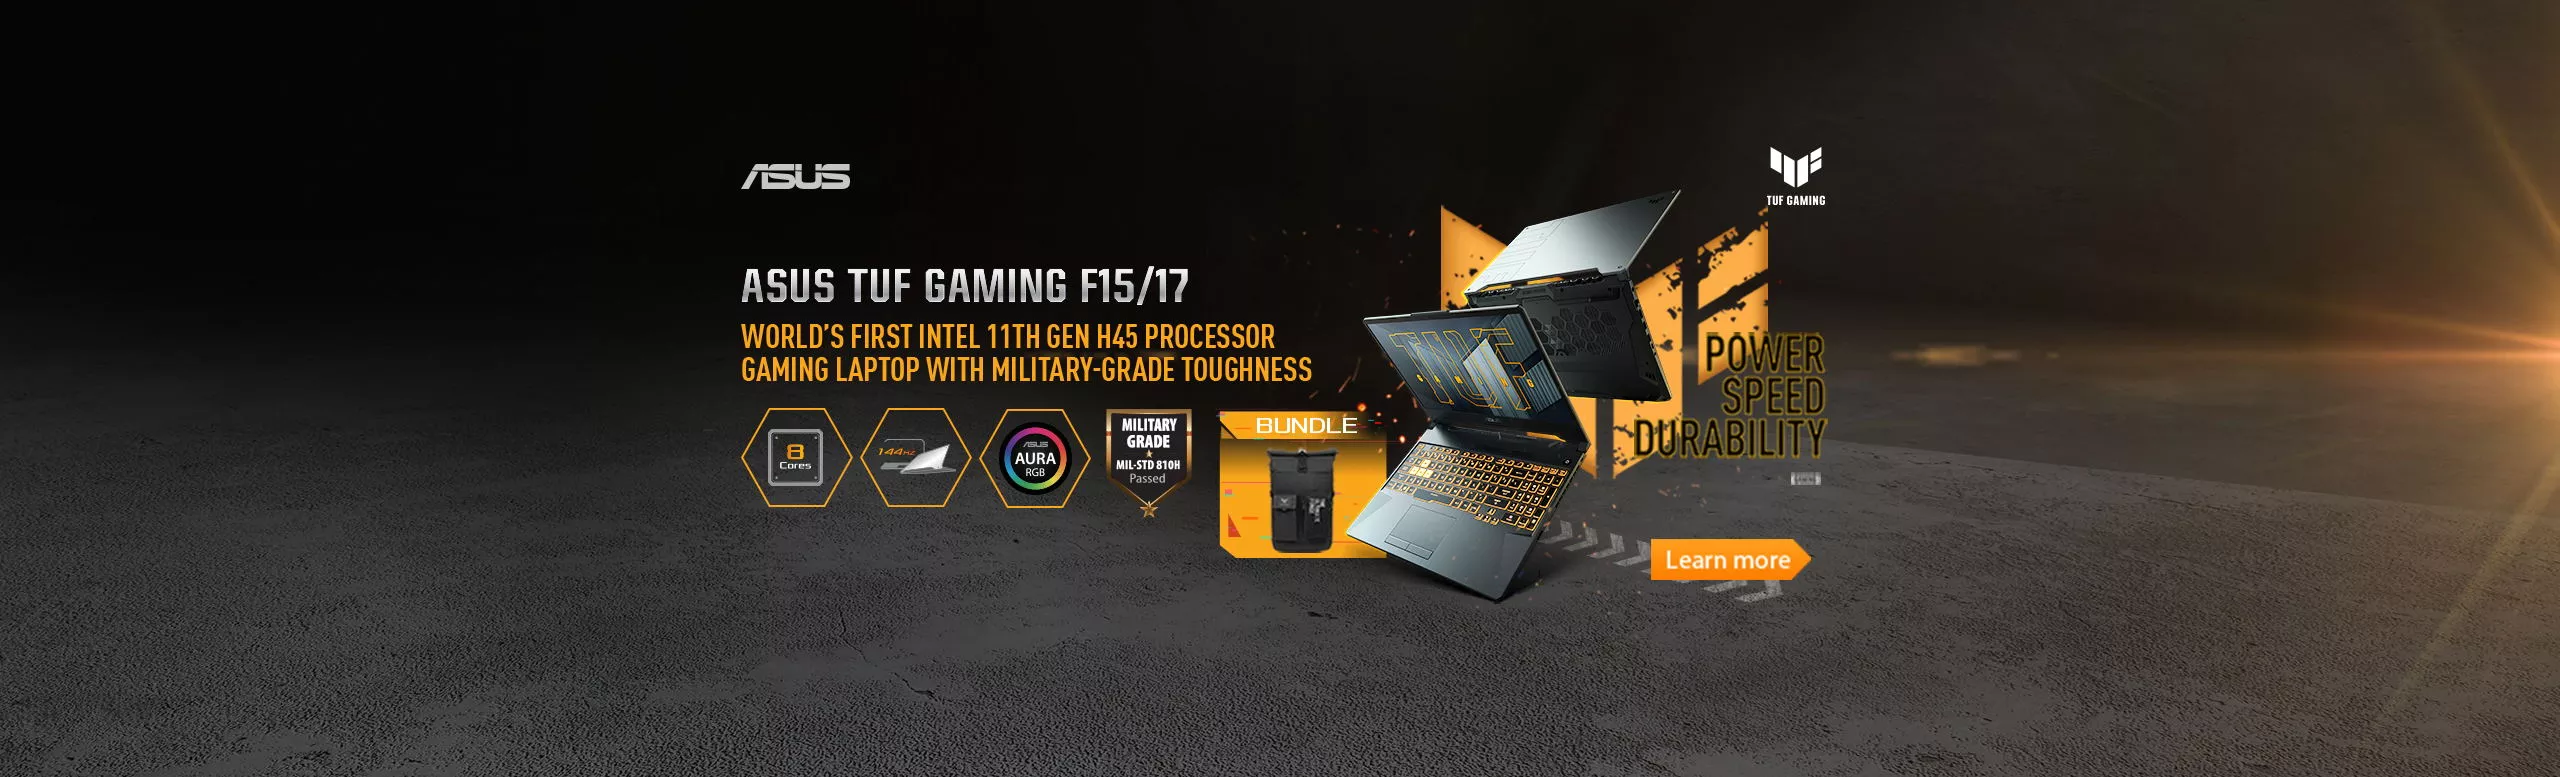 ASUS
TUF GAMING
ASUS TUF GAMING F15/17
WORLD'S FIRST INTEL 11TH GEN H45 PROCESSOR
GAMING LAPTOP WITH MILITARY-GRADE TOUGHNESS
8
Cores
144HZ
ASUS
AURA
RGB
MILITARY
GRADE
MIL-STD 810H
Passed
BUNDLE
TUF
GAMING
POWER
SPEED
DURABILITY
Learn more